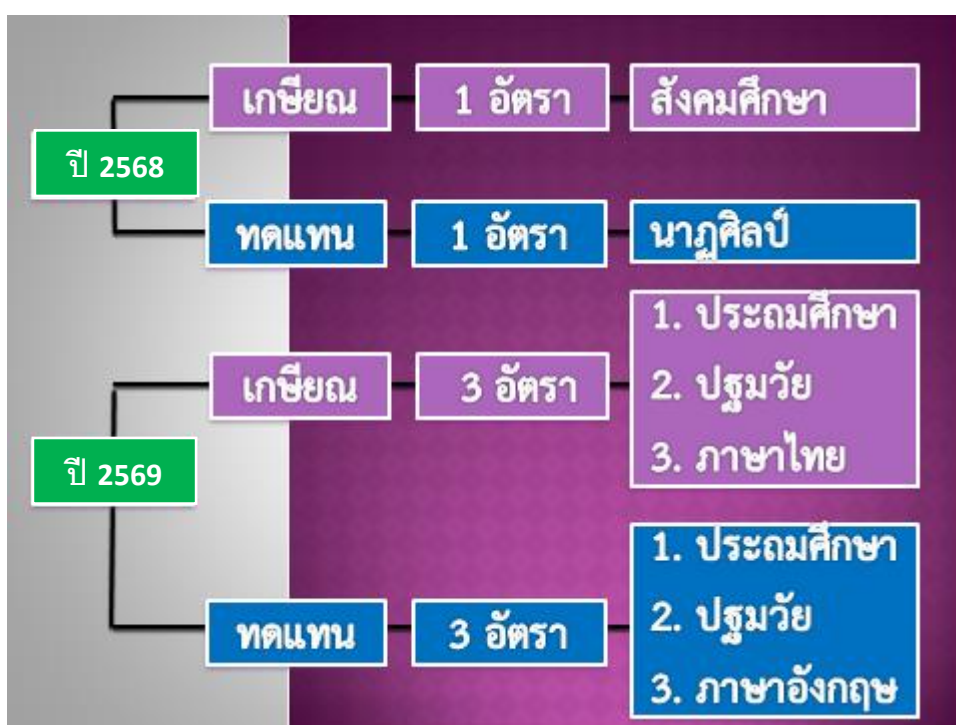 ปี 2568
เกษียณ
1 อัตรา
สังคมศึกษา
ทดแทน
1 อัตรา
นาฏศิลป์
ปี 2569
เกษียณ
3 อัตรา
1. ประถมศึกษา
2. ปฐมวัย
3. ภาษาไทย
ทดแทน
3 อัตรา
1. ประถมศึกษา
2. ปฐมวัย
3. ภาษาอังกฤษ